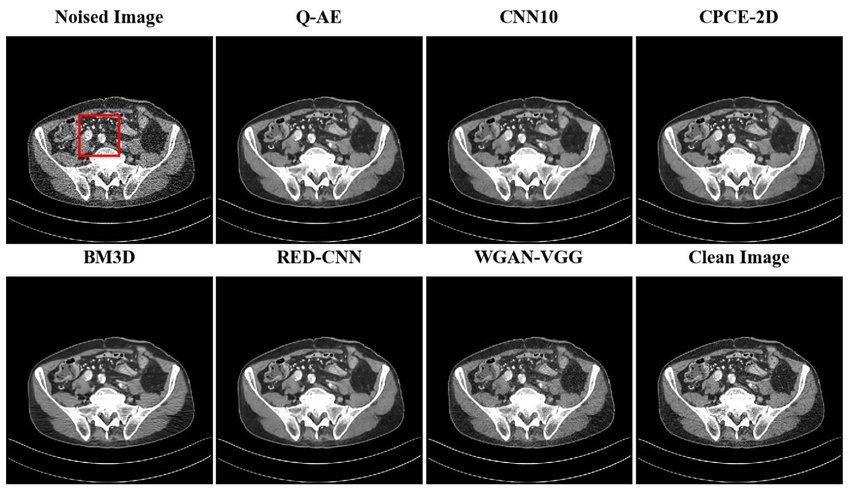 Noised Image
Q-AE
CNN10
CPCE-2D
BM3D
RED-CNN
WGAN-VGG
Clean Image